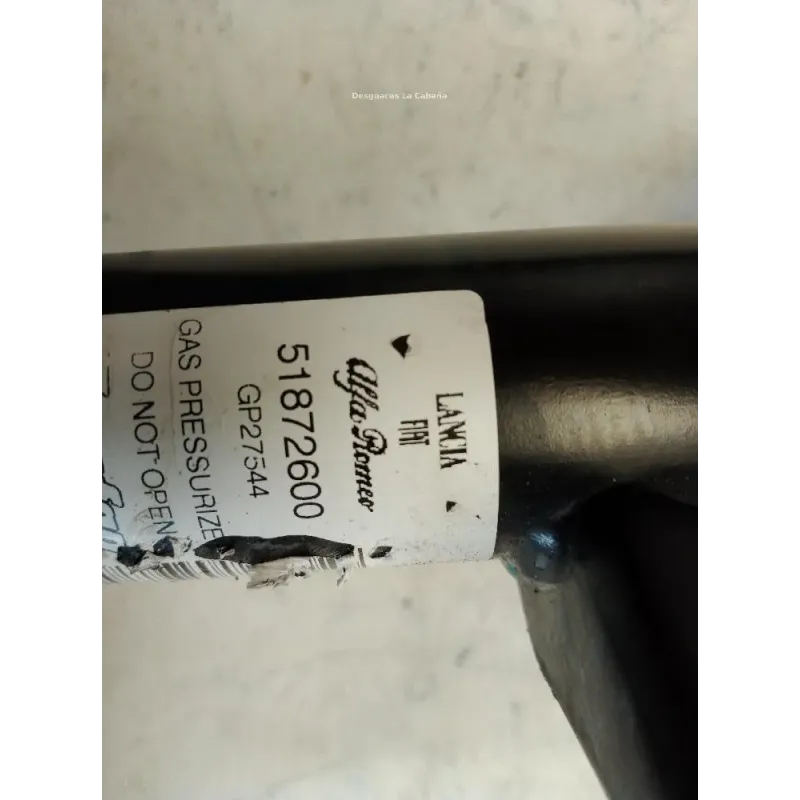 Desguaces La Cabaña
LANCIA
FIAT
Alfa Romeo
51872600
GP27544
GAS PRESSURIZE
DO NOT OPEN